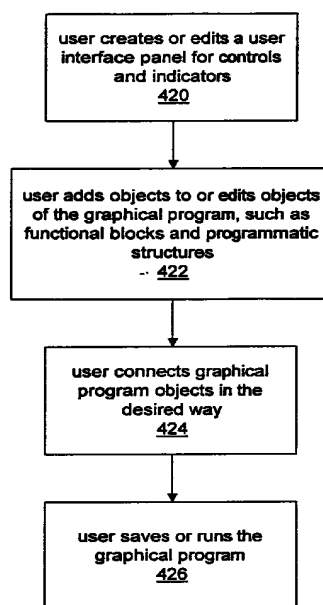 user creates or edits a user
interface panel for controls
and indicators
420
user adds objects to or edits objects
of the graphical program, such as
functional blocks and programmatic
structures
422
user connects graphical
program objects in the
desired way
424
user saves or runs the
graphical program
426